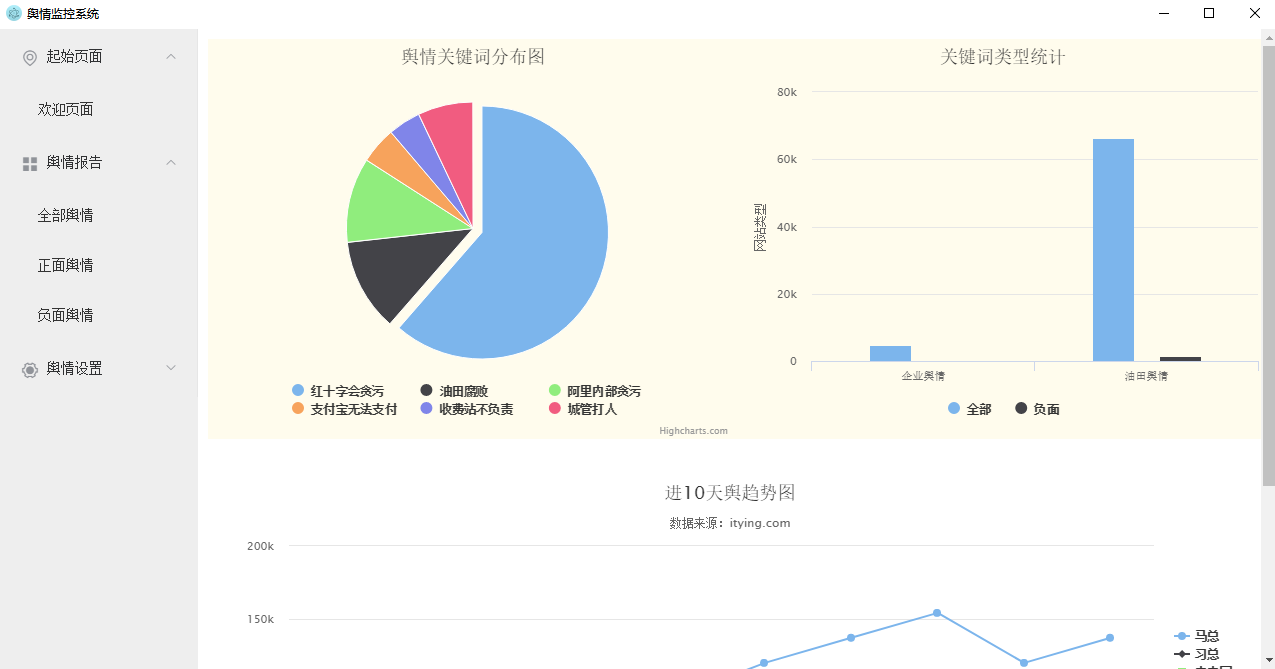 舆情监控系统
起始页面
欢迎页面
舆情报告
全部舆情
正面舆情
负面舆情
舆情设置
舆情关键词分布图
红十字会贪污 油田腐败 阿里内部贪污
支付宝无法支付 收费站不负责 城管打人
关键词类型统计
80k
60k
40k
20k
0
网站类型
企业舆情 油田舆情
全部 负面
Highcharts.com
进10天舆趋势图
数据来源：itying.com
200k
150k
马总
习总